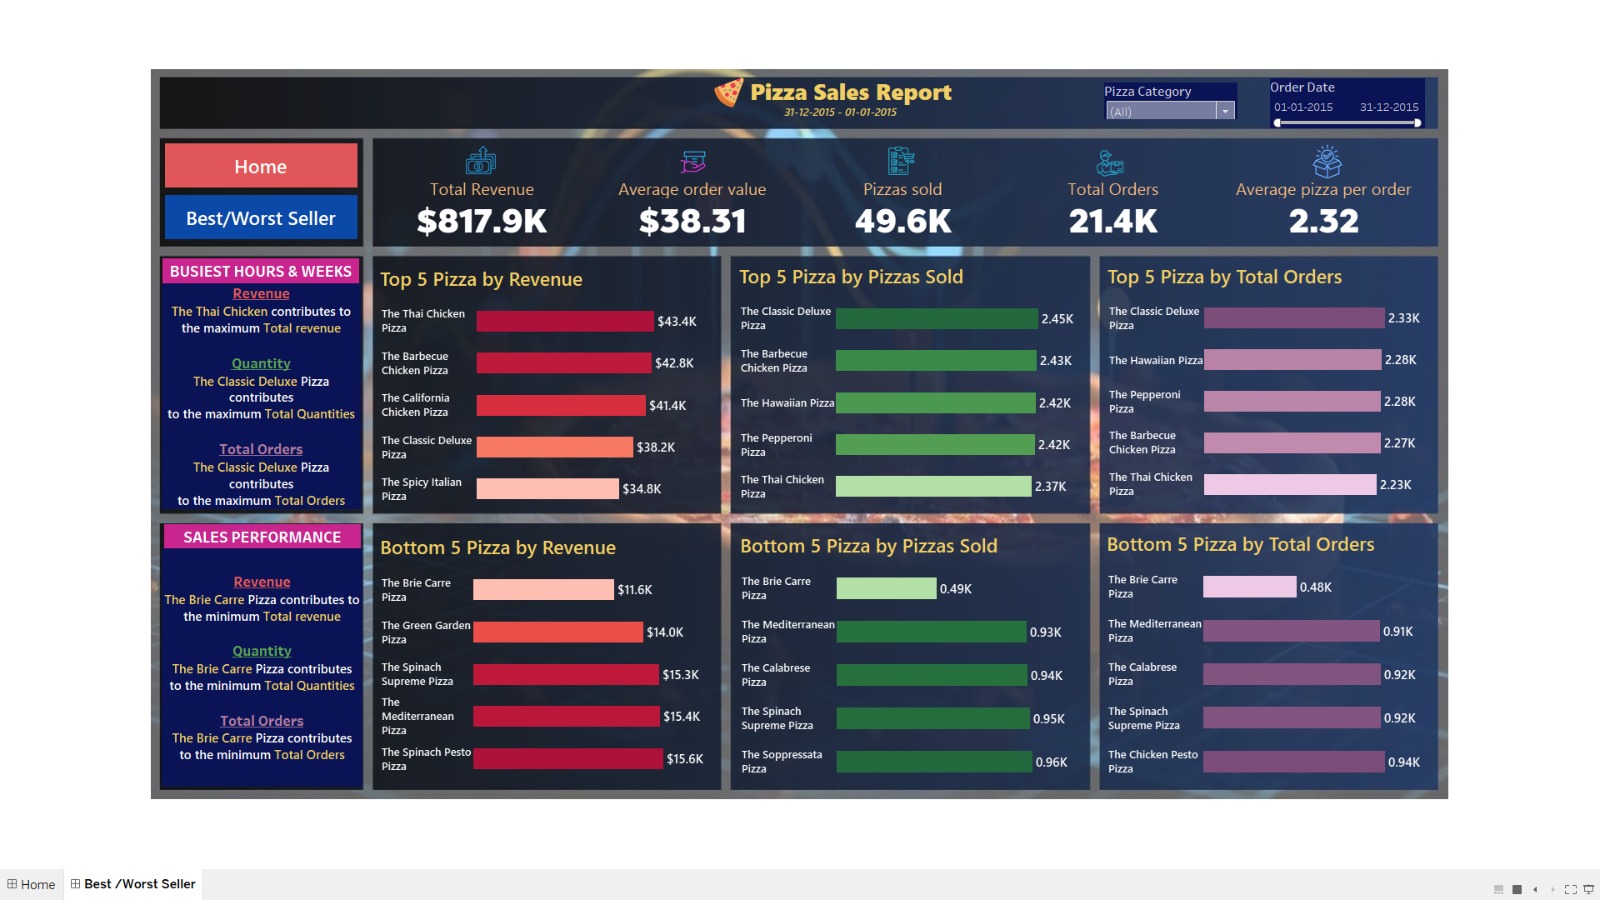 Pizza Sales Report
31-12-2015 - 01-01-2015
Pizza Category
(All)
Order Date
01-01-2015 31-12-2015
Home
Best/Worst Seller
Total Revenue
$817.9K
Average order value
$38.31
Pizzas sold
49.6K
Total Orders
21.4K
Average pizza per order
2.32
BUSIEST HOURS & WEEKS
Revenue
The Thai Chicken contributes to
the maximum Total revenue
Quantity
The Classic Deluxe Pizza
contributes
to the maximum Total Quantities
Total Orders
The Classic Deluxe Pizza
contributes
to the maximum Total Orders
Top 5 Pizza by Revenue
The Thai Chicken
Pizza
$43.4K
The Barbecue
Chicken Pizza
$42.8K
The California
Chicken Pizza
$41.4K
The Classic Deluxe
Pizza
$38.2K
The Spicy Italian
Pizza
$34.8K
Top 5 Pizza by Pizzas Sold
The Classic Deluxe
Pizza
2.45K
The Barbecue
Chicken Pizza
2.43K
The Hawaiian Pizza
2.42K
The Pepperoni
Pizza
2.42K
The Thai Chicken
Pizza
2.37K
Top 5 Pizza by Total Orders
The Classic Deluxe
Pizza
2.33K
The Hawaiian Pizza
2.28K
The Pepperoni
Pizza
2.28K
The Barbecue
Chicken Pizza
2.27K
The Thai Chicken
Pizza
2.23K
SALES PERFORMANCE
Revenue
The Brie Carre Pizza contributes to
the minimum Total revenue
Quantity
The Brie Carre Pizza contributes
to the minimum Total Quantities
Total Orders
The Brie Carre Pizza contributes
to the minimum Total Orders
Bottom 5 Pizza by Revenue
The Brie Carre
Pizza
$11.6K
The Green Garden
Pizza
$14.0K
The Spinach
Supreme Pizza
$15.3K
The
Mediterranean
Pizza
$15.4K
The Spinach Pesto
Pizza
$15.6K
Bottom 5 Pizza by Pizzas Sold
The Brie Carre
Pizza
0.49K
The Mediterranean
Pizza
0.93K
The Calabrese
Pizza
0.94K
The Spinach
Supreme Pizza
0.95K
The Soppressata
Pizza
0.96K
Bottom 5 Pizza by Total Orders
The Brie Carre
Pizza
0.48K
The Mediterranean
Pizza
0.91K
The Calabrese
Pizza
0.92K
The Spinach
Supreme Pizza
0.92K
The Chicken Pesto
Pizza
0.94K
Home
Best /Worst Seller